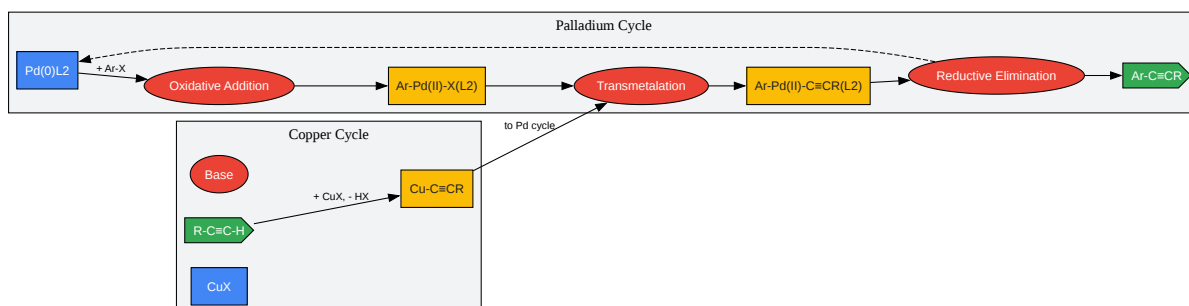 Palladium Cycle
Pd(0)L2
+ Ar-X
Oxidative Addition
Ar-Pd(II)-X(L2)
Transmetalation
Ar-Pd(II)-C≡CR(L2)
Reductive Elimination
Ar-C≡CR
Copper Cycle
to Pd cycle
Base
Cu-C≡CR
+ CuX, - HX
R-C≡C-H
CuX